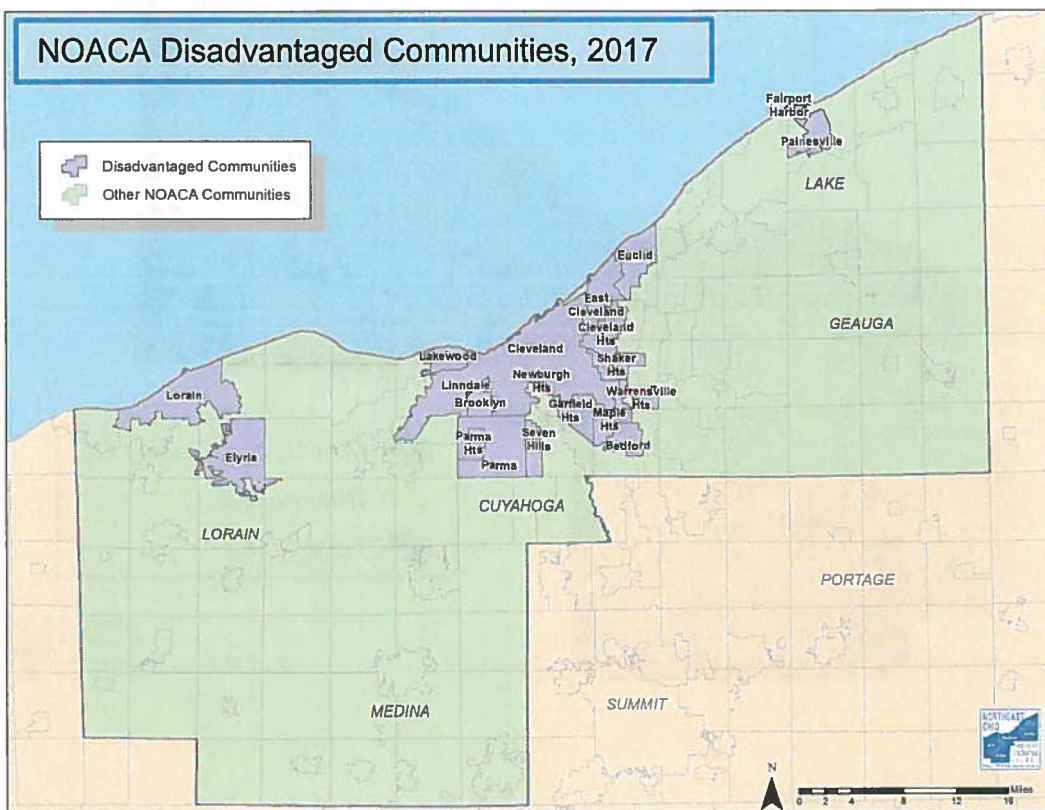 NOACA Disadvantaged Communities, 2017
Disadvantaged Communities
Other NOACA Communities
Fairport
Harbor
Painesville
LAKE
Euclid
East
Cleveland
Cleveland
Hts
GEAUGA
Cleveland
Lakewood
Shaker
Hts
Newburgh
Hts
Linndale
Brooklyn
Warrensville
Hts
Lorain
Garfield
Hts
Maple
Hts
Bedford
Parma
Hts
Seven
Hills
Parma
Elyria
CUYAHOGA
LORAIN
PORTAGE
SUMMIT
MEDINA
NORTHEAST
OHIO
N
Miles
0 2 4 8 12 16